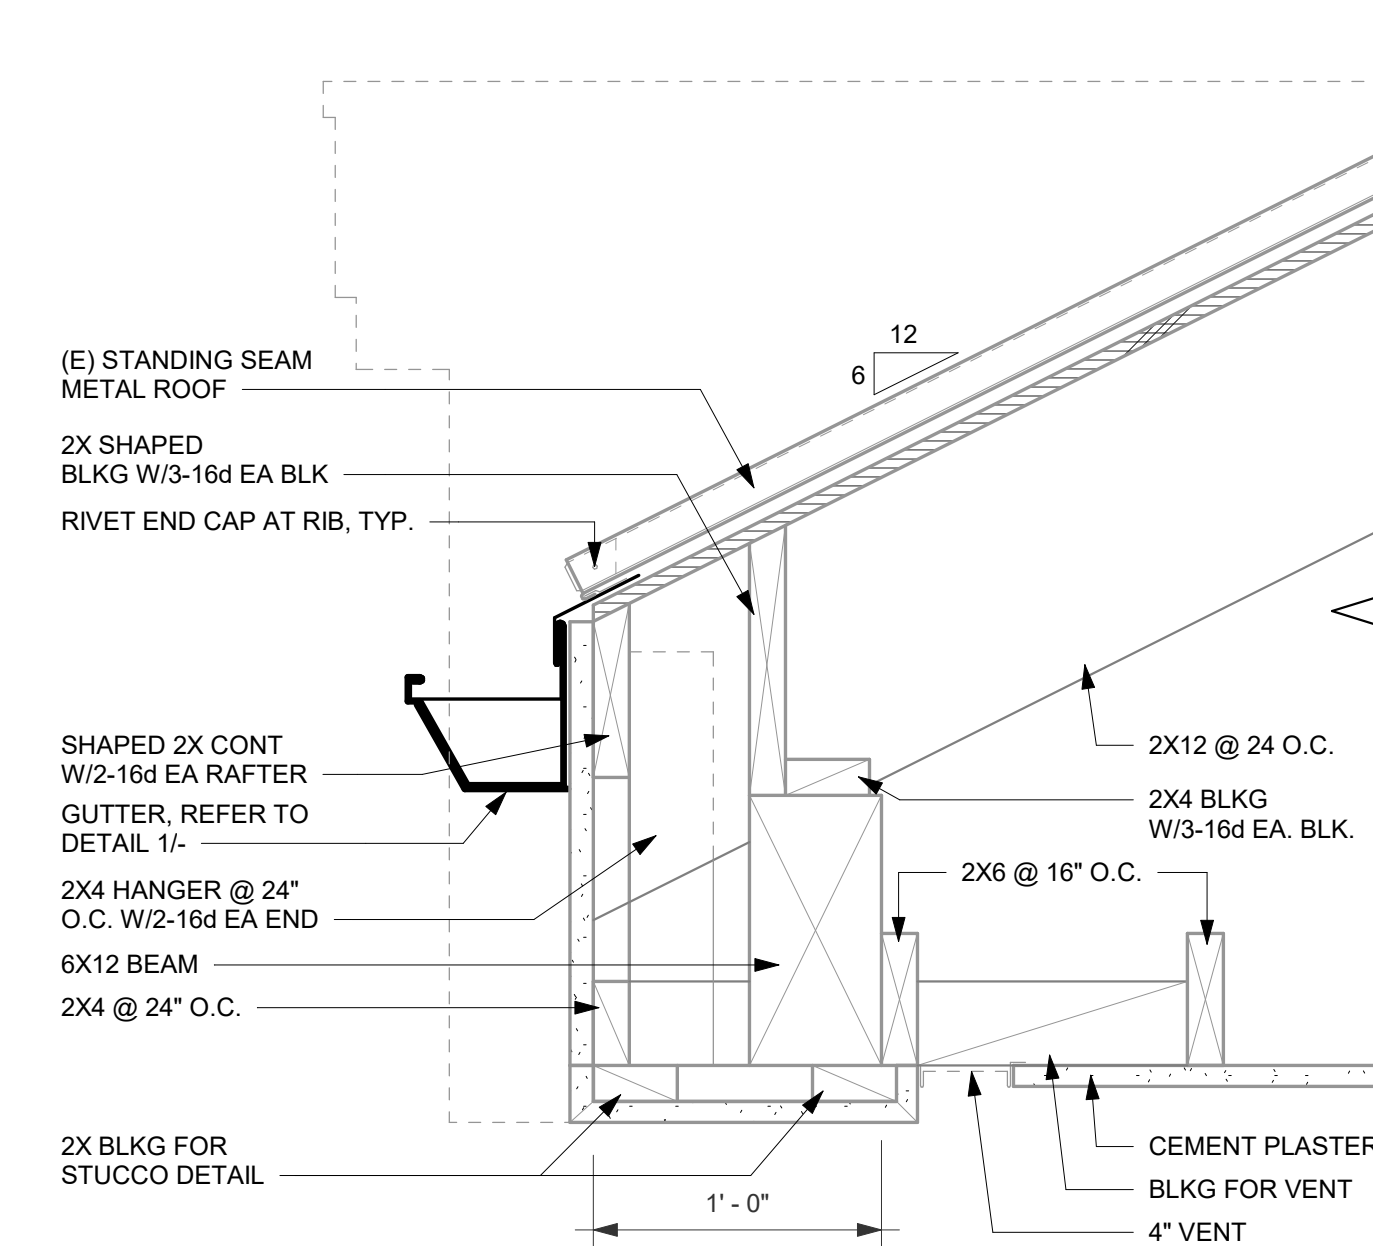 12
6
(E) STANDING SEAM
METAL ROOF
2X SHAPED
BLKG W/3-16d EA BLK
RIVET END CAP AT RIB, TYP.
SHAPED 2X CONT
W/2-16d EA RAFTER
GUTTER, REFER TO
DETAIL 1/-
2X4 HANGER @ 24"
O.C. W/2-16d EA END
6X12 BEAM
2X4 @ 24" O.C.
2X BLKG FOR
STUCCO DETAIL
2X12 @ 24 O.C.
2X4 BLKG
W/3-16d EA. BLK.
2X6 @ 16" O.C.
CEMENT PLASTER
BLKG FOR VENT
4" VENT
1' - 0"